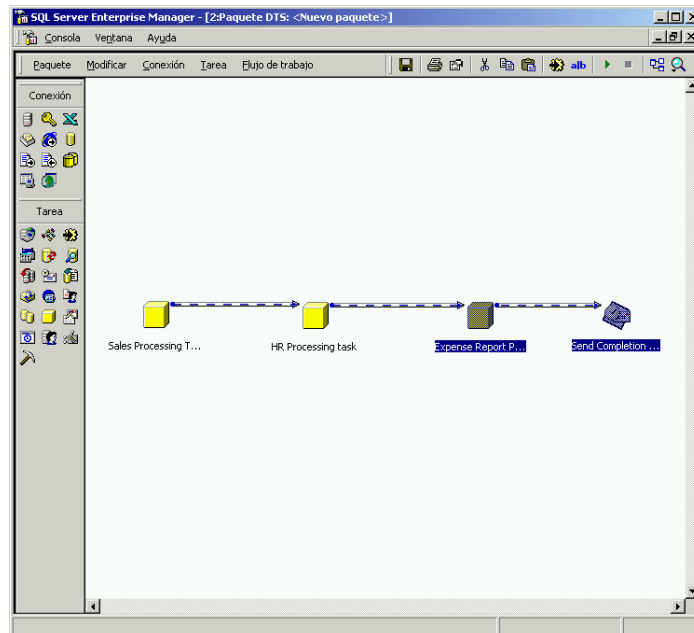 SQL Server Enterprise Manager - [2:Paquete DTS: <Nuevo paquete>]
Consola Ventana Ayuda
Paquete Modificar Conexión Tarea Flujo de trabajo
a|b
Conexión
Tarea
Sales Processing T... HR Processing task Expense Report P... Send Completion ...